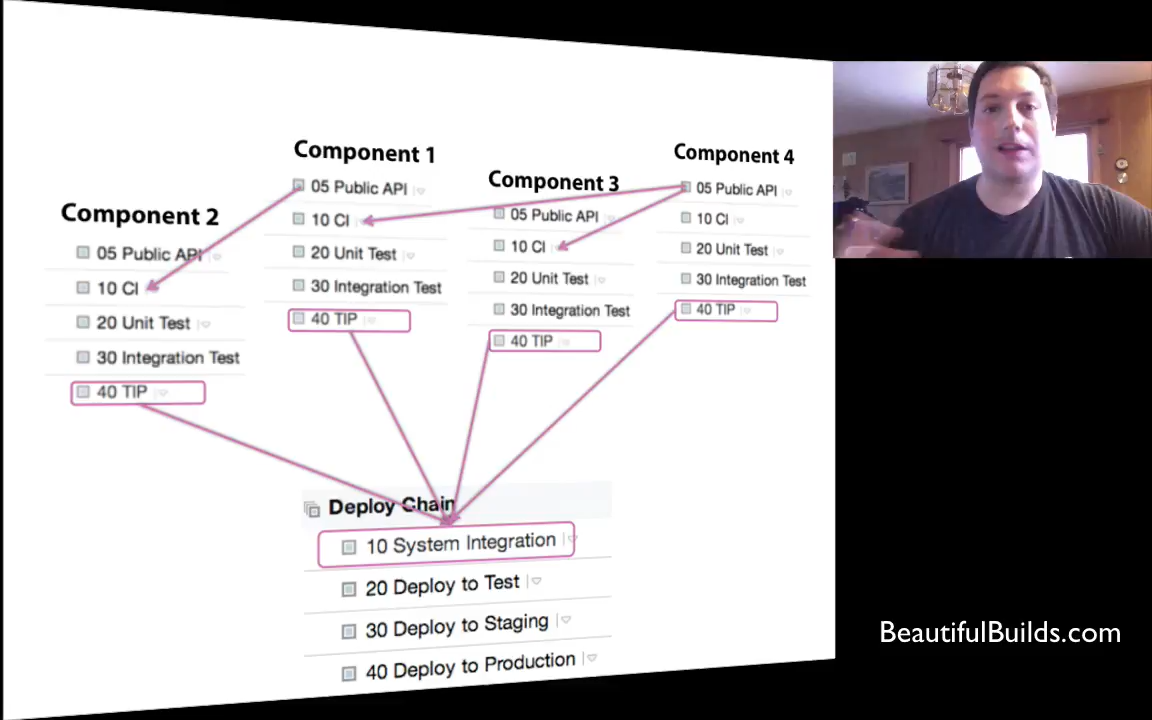 Component 2
05 Public API
10 CI
20 Unit Test
30 Integration Test
40 TIP
Component 1
05 Public API
10 CI
20 Unit Test
30 Integration Test
40 TIP
Component 3
05 Public API
10 CI
20 Unit Test
30 Integration Test
40 TIP
Component 4
05 Public API
10 CI
20 Unit Test
30 Integration Test
40 TIP
Deploy Chain
10 System Integration
20 Deploy to Test
30 Deploy to Staging
40 Deploy to Production
BeautifulBuilds.com